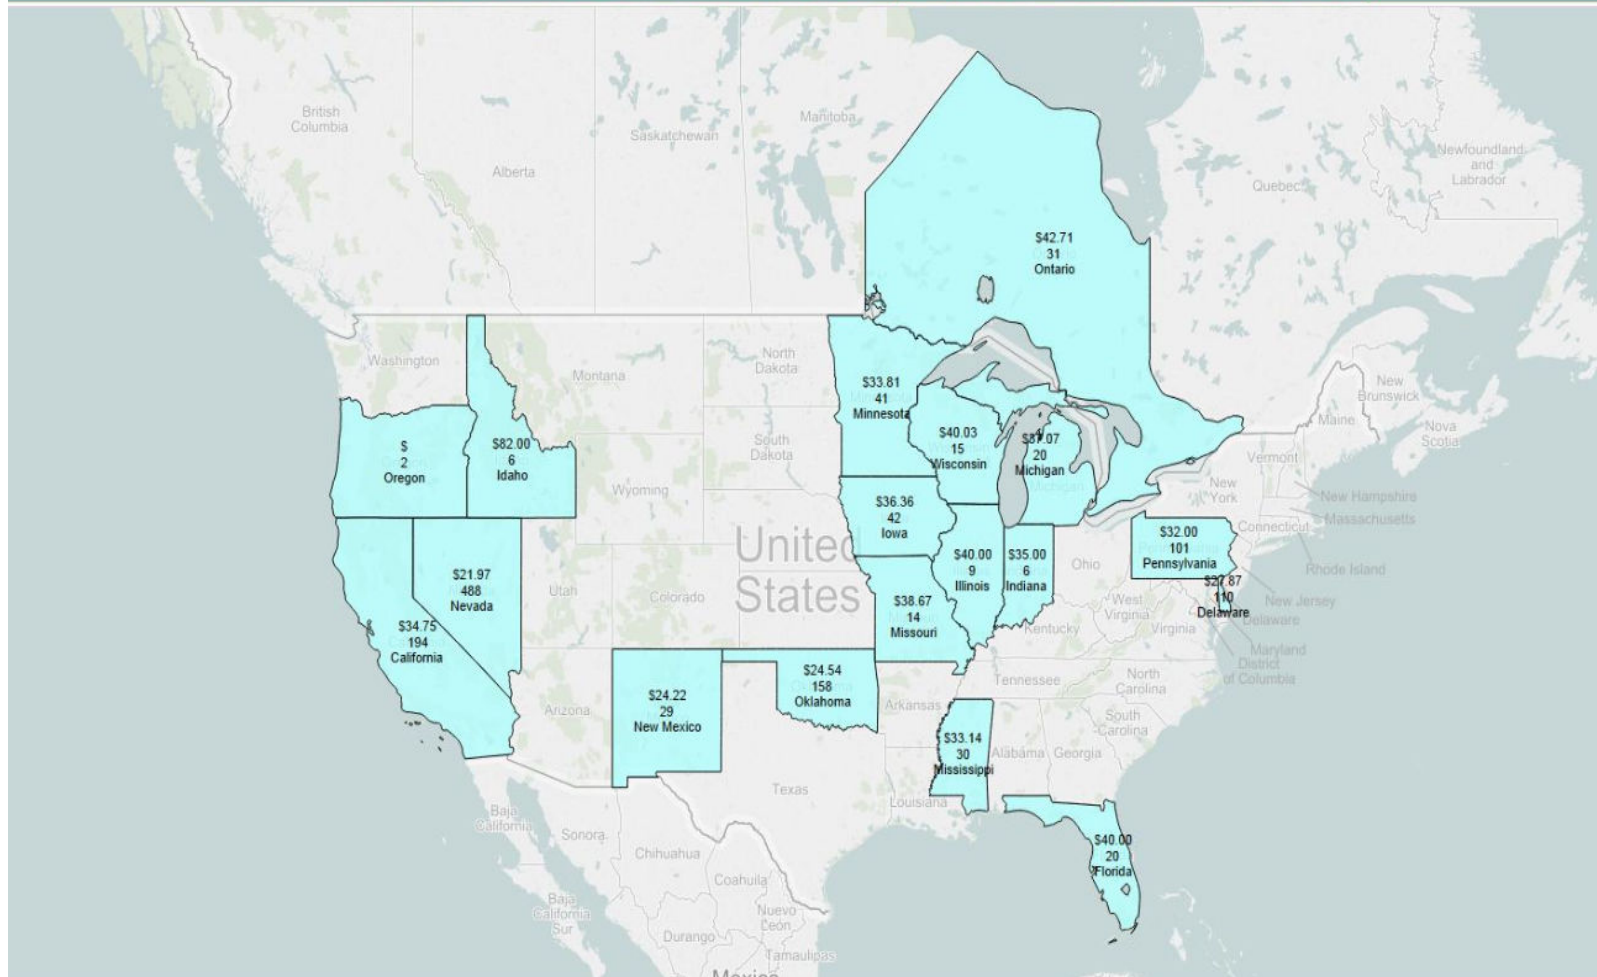 British
Columbia
Alberta
Saskatchewan
Manitoba
Quebec
Newfoundland
and
Labrador
$42.71
31
Ontario
Washington
Montana
North
Dakota
South
Dakota
Wyoming
New
Brunswick
Maine
Nova
Scotia
Vermont
New
York
New Hampshire
Massachusetts
Connecticut
Rhode Island
$
2
Oregon
$82.00
6
Idaho
$33.81
41
Minnesota
$40.03
15
Wisconsin
$37.07
20
Michigan
Michigan
$36.36
42
Iowa
$40.00
9
Illinois
$35.00
6
Indiana
Ohio
$32.00
101
Pennsylvania
$27.87
110
Delaware
New Jersey
Delaware
Maryland
District
of Columbia
West
Virginia
Virginia
Kentucky
United
States
Utah
Colorado
$21.97
488
Nevada
$34.75
194
California
$38.67
14
Missouri
Arizona
$24.22
29
New Mexico
$24.54
158
Oklahoma
Arkansas
Tennessee
North
Carolina
South
Carolina
$33.14
30
Mississippi
Alabama
Georgia
Texas
Louisiana
$40.00
20
Florida
Baja
California
Sonora
Chihuahua
Coahuila
Baja
California
Sur
Nuevo
León
Durango
Tamaulipas
Mexico